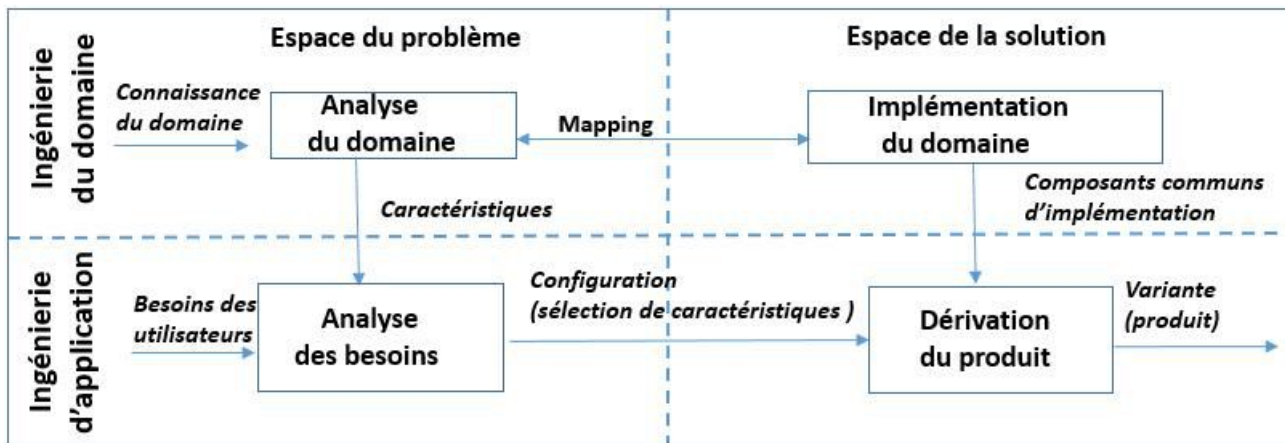 Espace du problème
Espace de la solution
Ingénierie
du domaine
Connaissance
du domaine
Analyse
du domaine
Mapping
Implémentation
du domaine
Caractéristiques
Composants communs
d’implémentation
Ingénierie
d’application
Besoins des
utilisateurs
Analyse
des besoins
Configuration
(sélection de caractéristiques )
Dérivation
du produit
Variante
(produit)